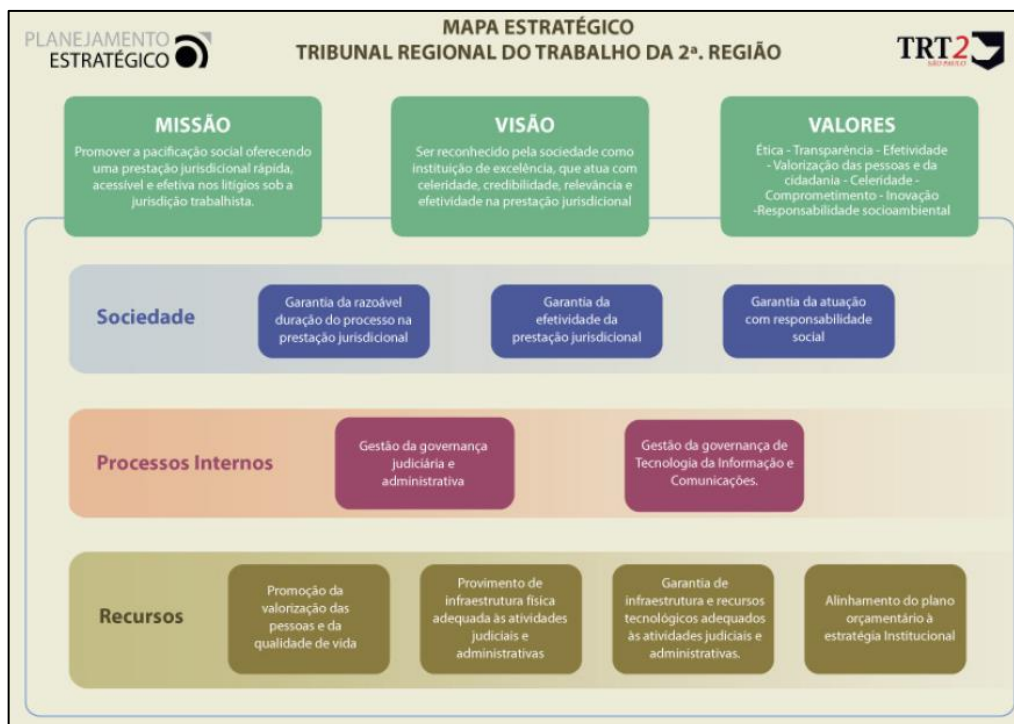 PLANEJAMENTO
ESTRATÉGICO
MAPA ESTRATÉGICO
TRIBUNAL REGIONAL DO TRABALHO DA 2ª. REGIÃO
TRT2
SÃO PAULO
MISSÃO
Promover a pacificação social oferecendo
uma prestação jurisdicional rápida,
acessível e efetiva nos litígios sob a
jurisdição trabalhista.
VISÃO
Ser reconhecido pela sociedade como
instituição de excelência, que atua com
celeridade, credibilidade, relevância e
efetividade na prestação jurisdicional
VALORES
Ética - Transparência - Efetividade
- Valorização das pessoas e da
cidadania - Celeridade -
Comprometimento - Inovação
-Responsabilidade socioambiental
Sociedade
Garantia da razoável
duração do processo na
prestação jurisdicional
Garantia da
efetividade da
prestação jurisdicional
Garantia da atuação
com responsabilidade
social
Processos Internos
Gestão da governança
judiciária e
administrativa
Gestão da governança de
Tecnologia da Informação e
Comunicações.
Recursos
Promoção da
valorização das
pessoas e da
qualidade de vida
Provimento de
infraestrutura física
adequada às atividades
judiciais e
administrativas
Garantia de
infraestrutura e recursos
tecnológicos adequados
às atividades judiciais e
administrativas.
Alinhamento do plano
orçamentário à
estratégia Institucional